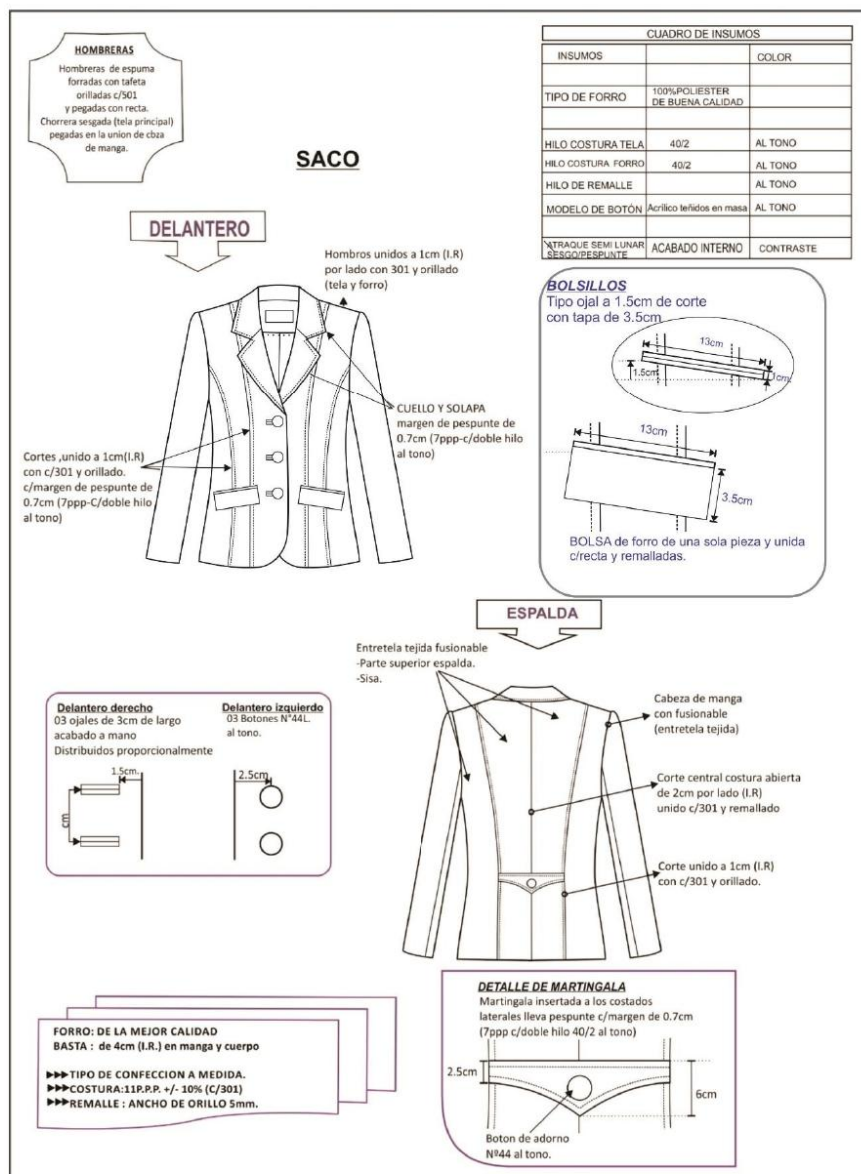 HOMBRERAS
Hombreras de espuma
forradas con tafeta
orilladas c/501
y pegadas con recta.
Chorrera sesgada (tela principal)
pegadas en la union de cbza
de manga.
SACO
CUADRO DE INSUMOS
INSUMOS COLOR
TIPO DE FORRO 100%POLIESTER
DE BUENA CALIDAD
HILO COSTURA TELA 40/2 AL TONO
HILO COSTURA FORRO 40/2 AL TONO
HILO DE REMALLE AL TONO
MODELO DE BOTÓN Acrílico teñidos en masa AL TONO
ATRAQUE SEMI LUNAR
SESGO/PESPUNTE ACABADO INTERNO CONTRASTE
DELANTERO
Hombros unidos a 1cm (I.R)
por lado con 301 y orillado
(tela y forro)
CUELLO Y SOLAPA
margen de pespunte de
0.7cm (7ppp-c/doble hilo
al tono)
Cortes ,unido a 1cm(I.R)
con c/301 y orillado.
c/margen de pespunte de
0.7cm (7ppp-C/doble hilo
al tono)
BOLSILLOS
Tipo ojal a 1.5cm de corte
con tapa de 3.5cm
13cm
1.5cm
1cm.
13cm
3.5cm
BOLSA de forro de una sola pieza y unida
c/recta y remalladas.
ESPALDA
Entretela tejida fusionable
-Parte superior espalda.
-Sisa.
Cabeza de manga
con fusionable
(entretela tejida)
Corte central costura abierta
de 2cm por lado (I.R)
unido c/301 y remallado
Corte unido a 1cm (I.R)
con c/301 y orillado.
Delantero derecho
03 ojales de 3cm de largo
acabado a mano
Distribuidos proporcionalmente
Delantero izquierdo
03 Botones N°44L.
al tono.
1.5cm.
2.5cm
cm
FORRO: DE LA MEJOR CALIDAD
BASTA : de 4cm (I.R.) en manga y cuerpo
TIPO DE CONFECCION A MEDIDA.
COSTURA:11P.P.P. +/- 10% (C/301)
REMALLE : ANCHO DE ORILLO 5mm.
DETALLE DE MARTINGALA
Martingala insertada a los costados
laterales lleva pespunte c/margen de 0.7cm
(7ppp c/doble hilo 40/2 al tono)
2.5cm
6cm
Boton de adorno
Nº44 al tono.